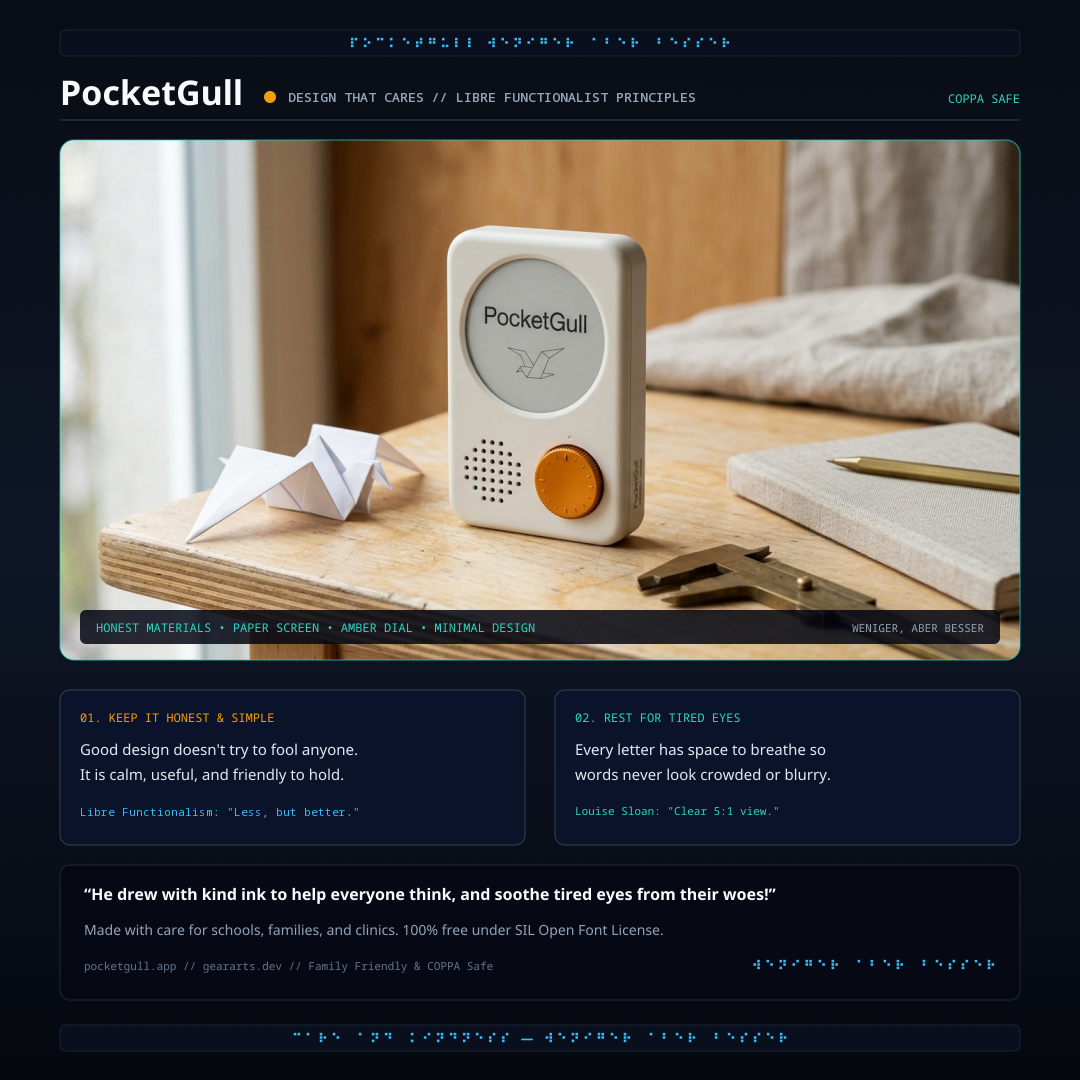 ⠏⠕⠉⠅⠑⠞⠛⠥⠇⠇ ⠺⠑⠝⠊⠛⠑⠗ ⠁⠃⠑⠗ ⠃⠑⠎⠎⠑⠗
PocketGull
DESIGN THAT CARES // LIBRE FUNCTIONALIST PRINCIPLES
COPPA SAFE
PocketGull
HONEST MATERIALS • PAPER SCREEN • AMBER DIAL • MINIMAL DESIGN
WENIGER, ABER BESSER
01. KEEP IT HONEST & SIMPLE
Good design doesn't try to fool anyone.
It is calm, useful, and friendly to hold.
Libre Functionalism: "Less, but better."
02. REST FOR TIRED EYES
Every letter has space to breathe so
words never look crowded or blurry.
Louise Sloan: "Clear 5:1 view."
“He drew with kind ink to help everyone think, and soothe tired eyes from their woes!”
Made with care for schools, families, and clinics. 100% free under SIL Open Font License.
pocketgull.app // geararts.dev // Family Friendly & COPPA Safe
⠺⠑⠝⠊⠛⠑⠗ ⠁⠃⠑⠗ ⠃⠑⠎⠎⠑⠗
⠉⠁⠗⠑ ⠁⠝⠙ ⠅⠊⠝⠙⠝⠑⠎⠎ — ⠺⠑⠝⠊⠛⠑⠗ ⠁⠃⠑⠗ ⠃⠑⠎⠎⠑⠗